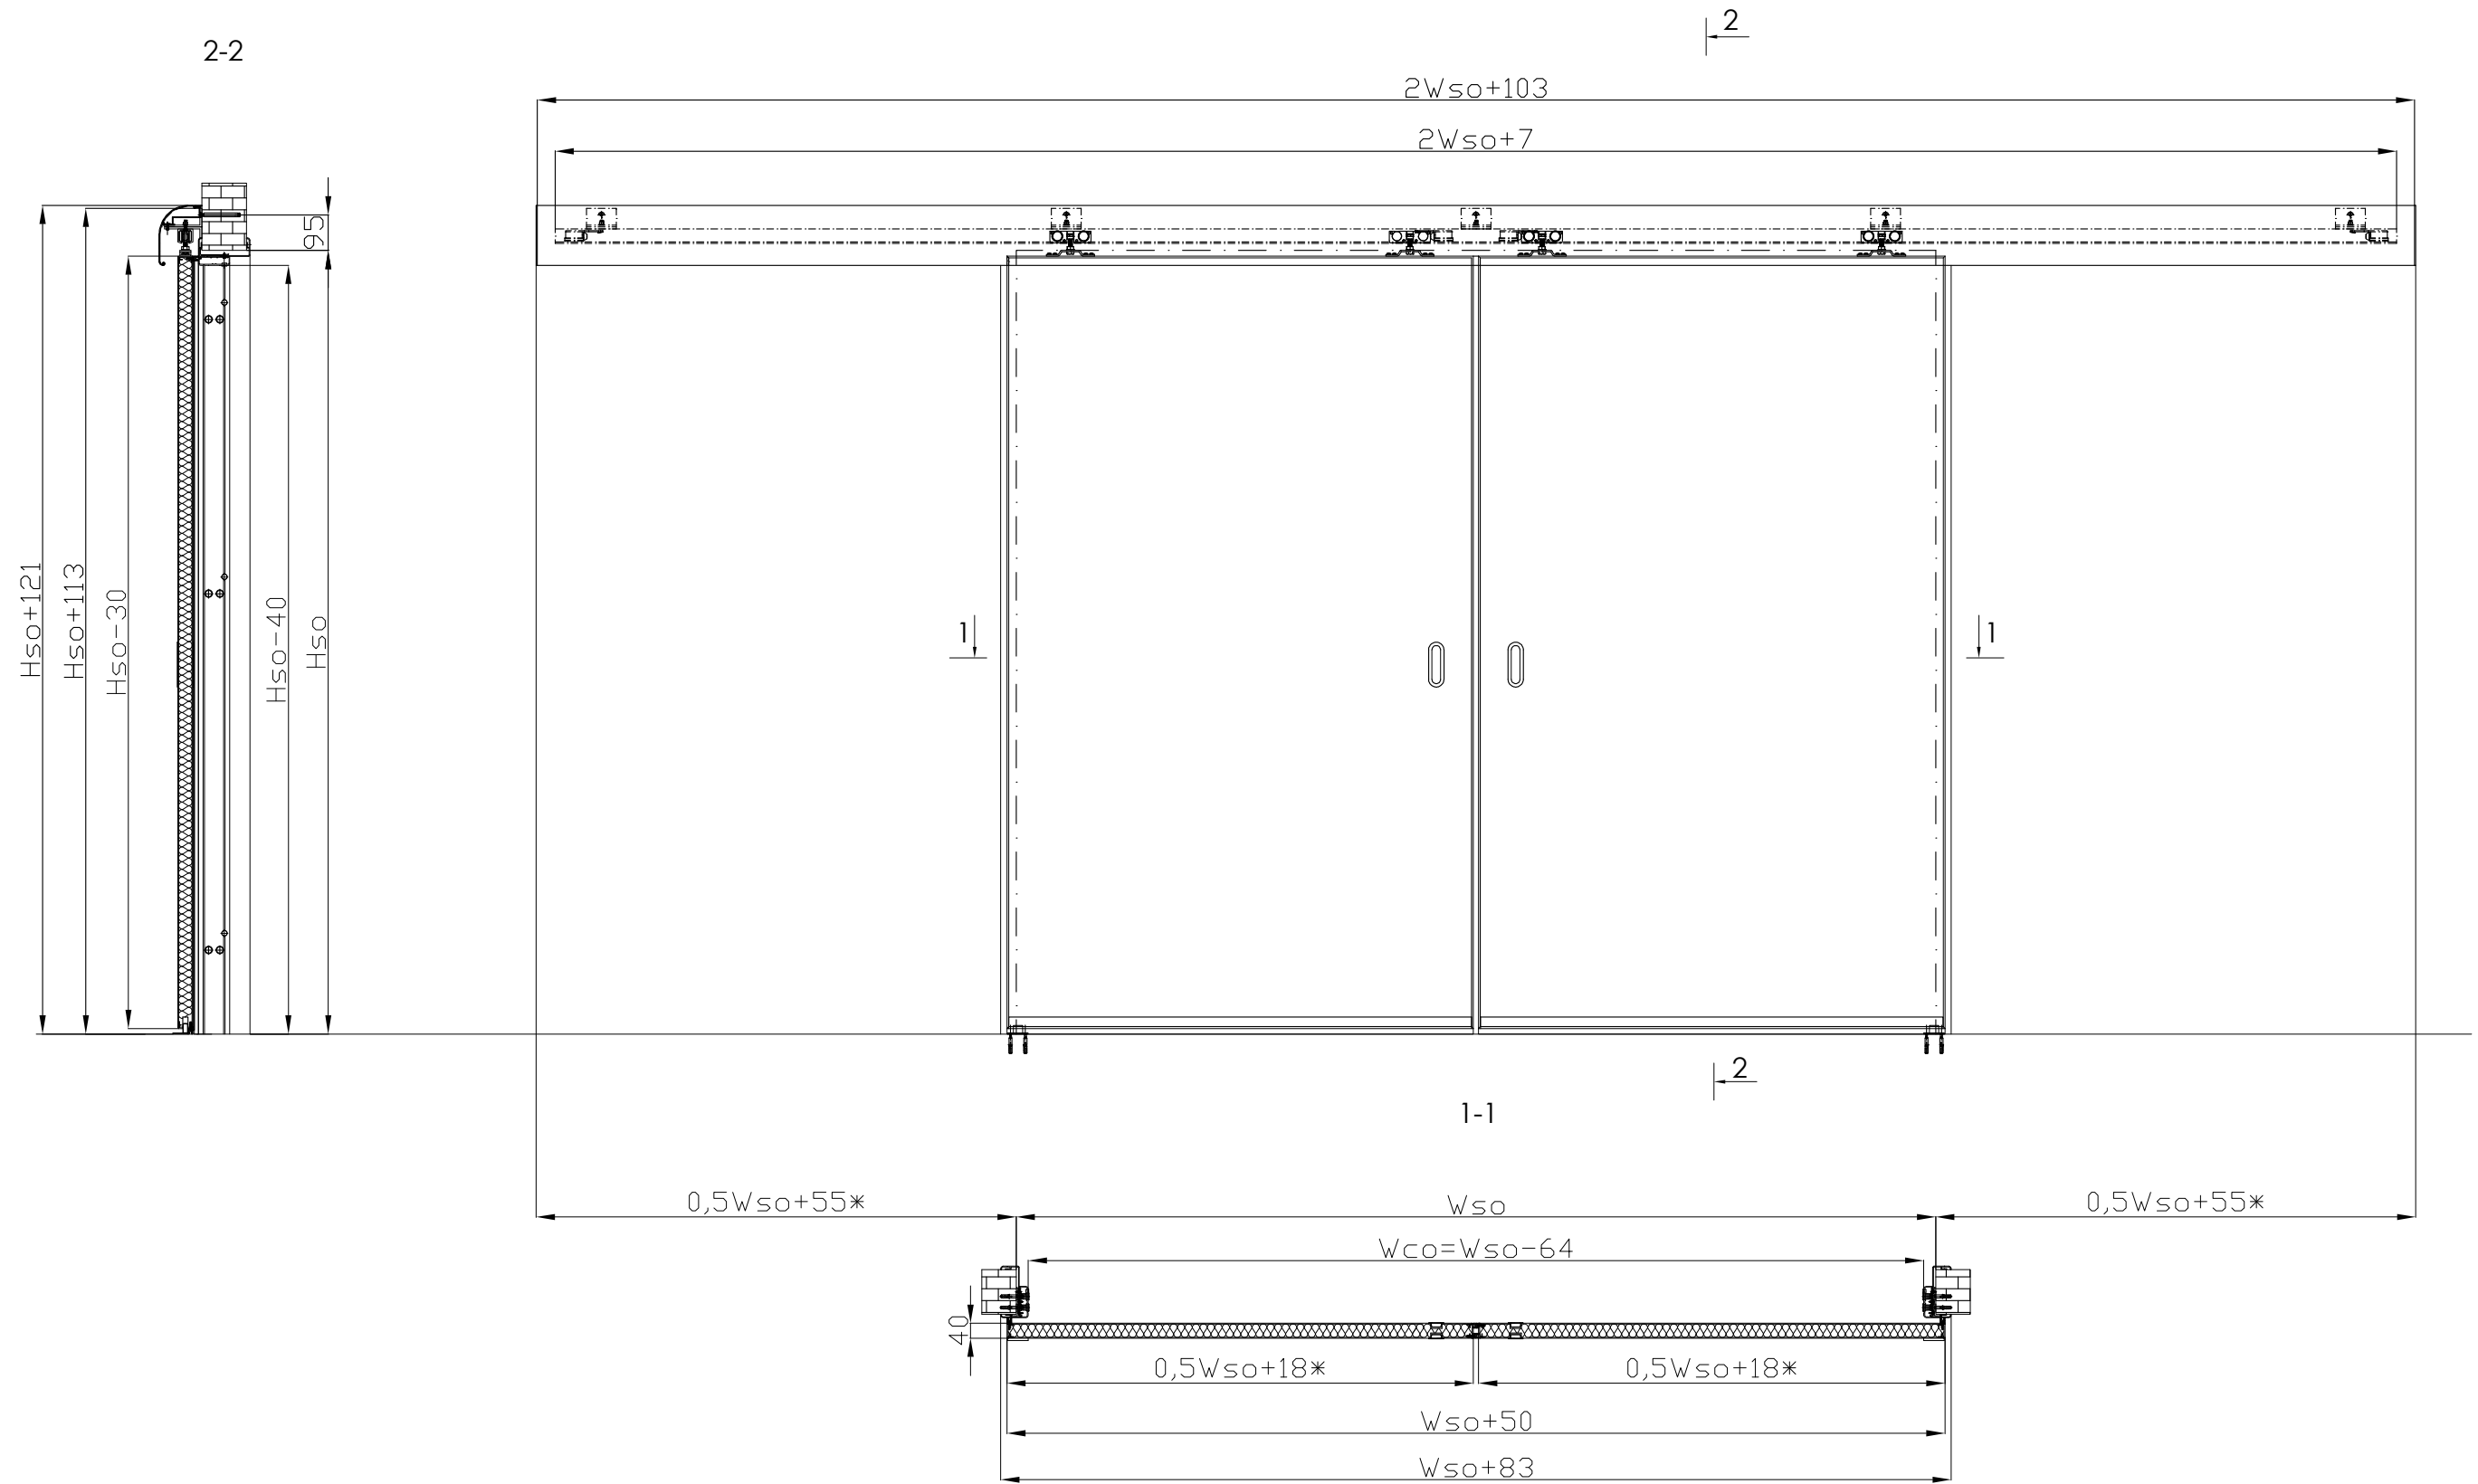 2
2-2
2Wso+103
2Wso+7
95
Hso+121
Hso+113
Hso-30
Hso-40
Hso
1
1
2
1-1
0,5Wso+55*
Wso
0,5Wso+55*
Wco=Wso-64
40
0,5Wso+18*
0,5Wso+18*
Wso+50
Wso+83